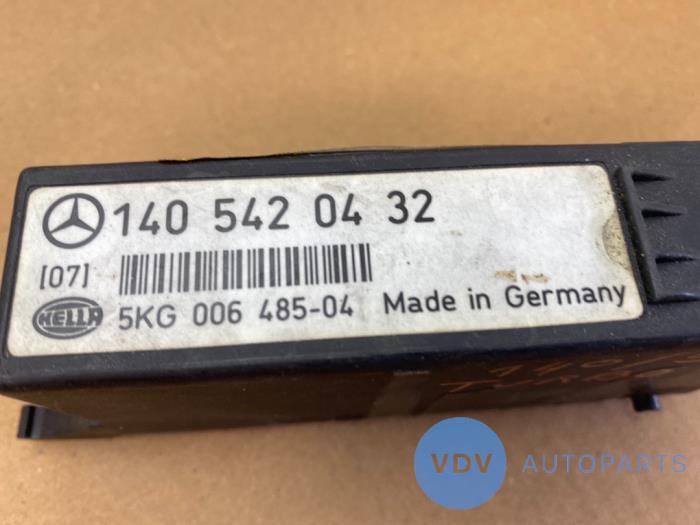 140 542 04 32
[07]
HELLA 5KG 006 485-04 Made in Germany
VDV AUTOPARTS